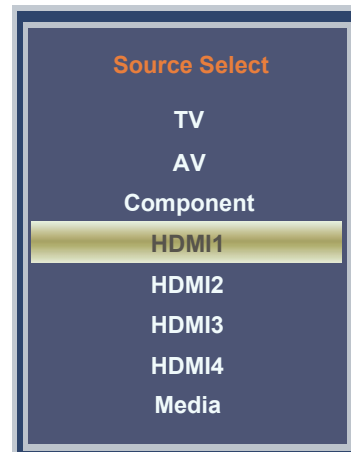 Source Select
TV
AV
Component
HDMI1
HDMI2
HDMI3
HDMI4
Media